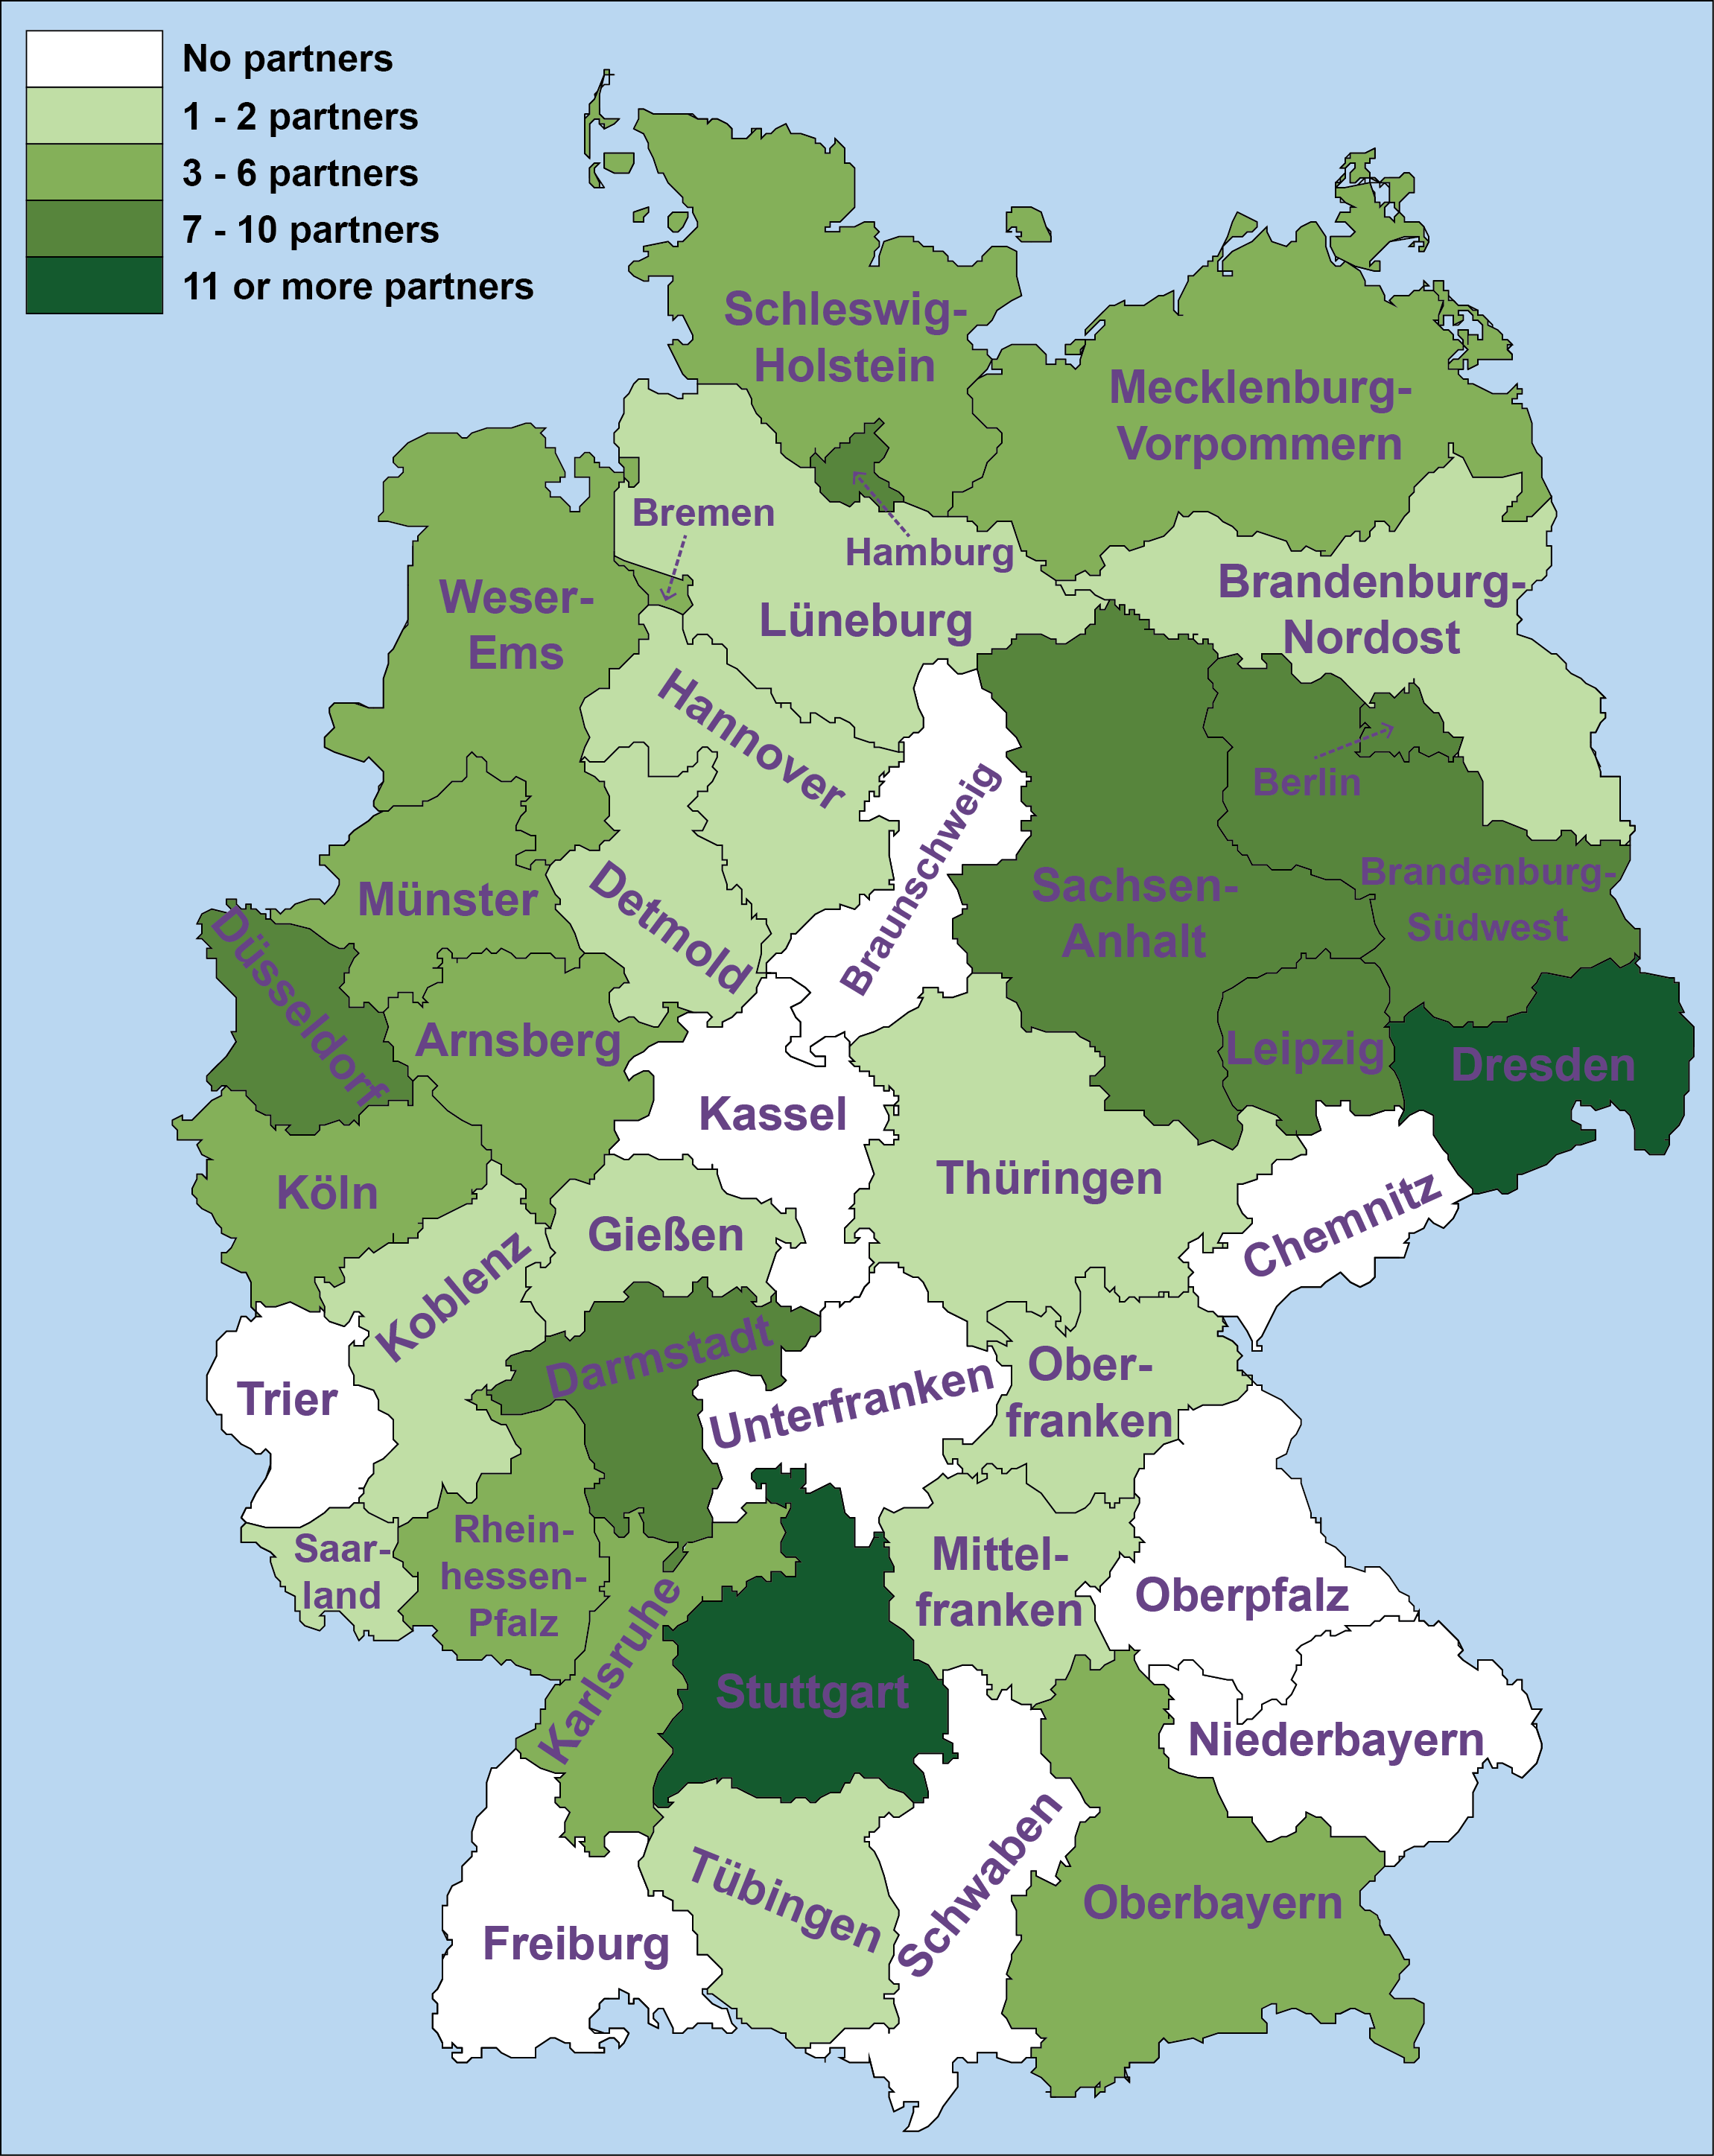 No partners
1 - 2 partners
3 - 6 partners
7 - 10 partners
11 or more partners
Schleswig-
Holstein
Mecklenburg-
Vorpommern
Bremen
Hamburg
Weser-
Ems
Lüneburg
Brandenburg-
Nordost
Hannover
Berlin
Braunschweig
Münster
Detmold
Sachsen-
Anhalt
Brandenburg-
Südwest
Düsseldorf
Arnsberg
Leipzig
Dresden
Kassel
Köln
Thüringen
Chemnitz
Gießen
Koblenz
Darmstadt
Trier
Unterfranken
Ober-
franken
Saar-
land
Rhein-
hessen-
Pfalz
Mittel-
franken
Oberpfalz
Karlsruhe
Stuttgart
Niederbayern
Tübingen
Schwaben
Oberbayern
Freiburg